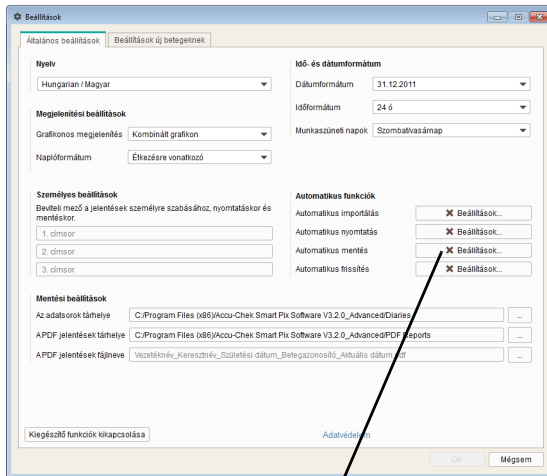 Beállítások
Általános beállítások
Beállítások új betegeknek
Nyelv
Hungarian / Magyar
Megjelenítési beállítások
Grafikonos megjelenítés Kombinált grafikon
Naplóformátum Étkezésre vonatkozó
Idő- és dátumformátum
Dátumformátum 31.12.2011
Időformátum 24 ó
Munkaszüneti napok Szombat/vasárnap
Személyes beállítások
Beviteli mező a jelentések személyre szabásához, nyomtatáskor és
mentéskor.
1. címsor
2. címsor
3. címsor
Automatikus funkciók
Automatikus importálás Beállítások...
Automatikus nyomtatás Beállítások...
Automatikus mentés Beállítások...
Automatikus frissítés Beállítások...
Mentési beállítások
Az adatsorok tárhelye C:/Program Files (x86)/Accu-Chek Smart Pix Software V3.2.0_Advanced/Diaries ...
A PDF jelentések tárhelye C:/Program Files (x86)/Accu-Chek Smart Pix Software V3.2.0_Advanced/PDF Reports ...
A PDF jelentések fájlneve Vezetéknév_Keresztnév_Születési dátum_Betegazonosító_Aktuális dátum.pdf ...
Kiegészítő funkciók kikapcsolása
Adatvédelem
OK
Mégsem